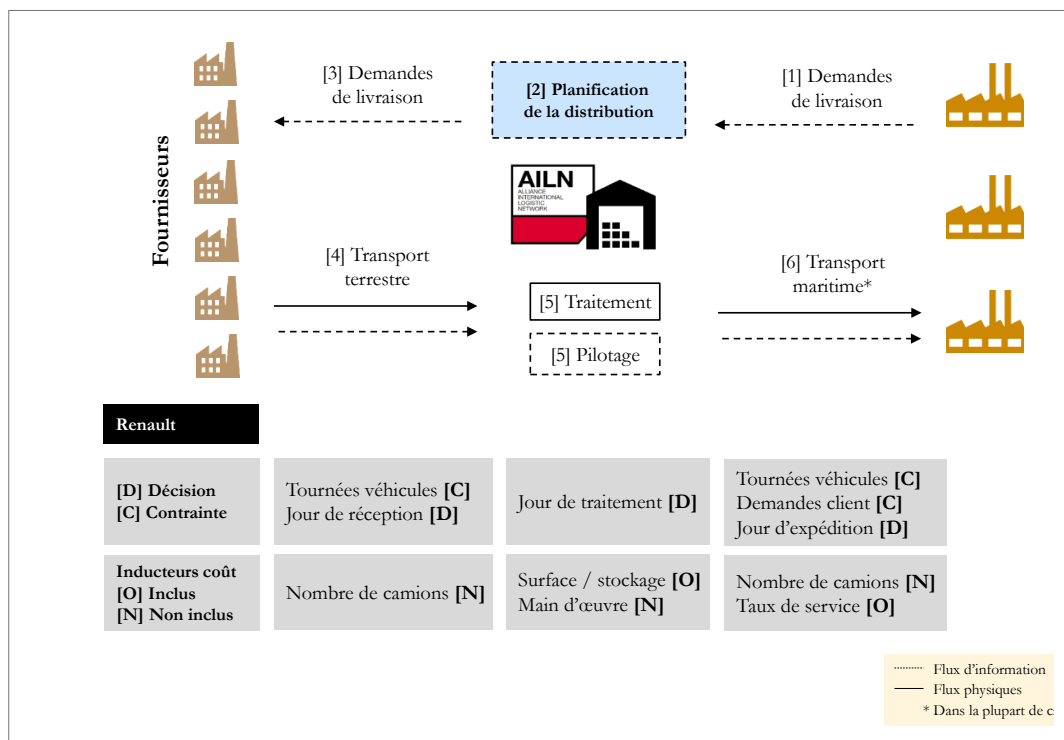 [3] Demandes
de livraison
[2] Planification
de la distribution
[1] Demandes
de livraison
Fournisseurs
AILN
ALLIANCE
INTERNATIONAL
LOGISTIC
NETWORK
[4] Transport
terrestre
[5] Traitement
[5] Pilotage
[6] Transport
maritime*
Renault
[D] Décision
[C] Contrainte
Tournées véhicules [C]
Jour de réception [D]
Jour de traitement [D]
Tournées véhicules [C]
Demandes client [C]
Jour d'expédition [D]
Inducteurs coût
[O] Inclus
[N] Non inclus
Nombre de camions [N]
Surface / stockage [O]
Main d'œuvre [N]
Nombre de camions [N]
Taux de service [O]
Flux d'information
Flux physiques
* Dans la plupart de c